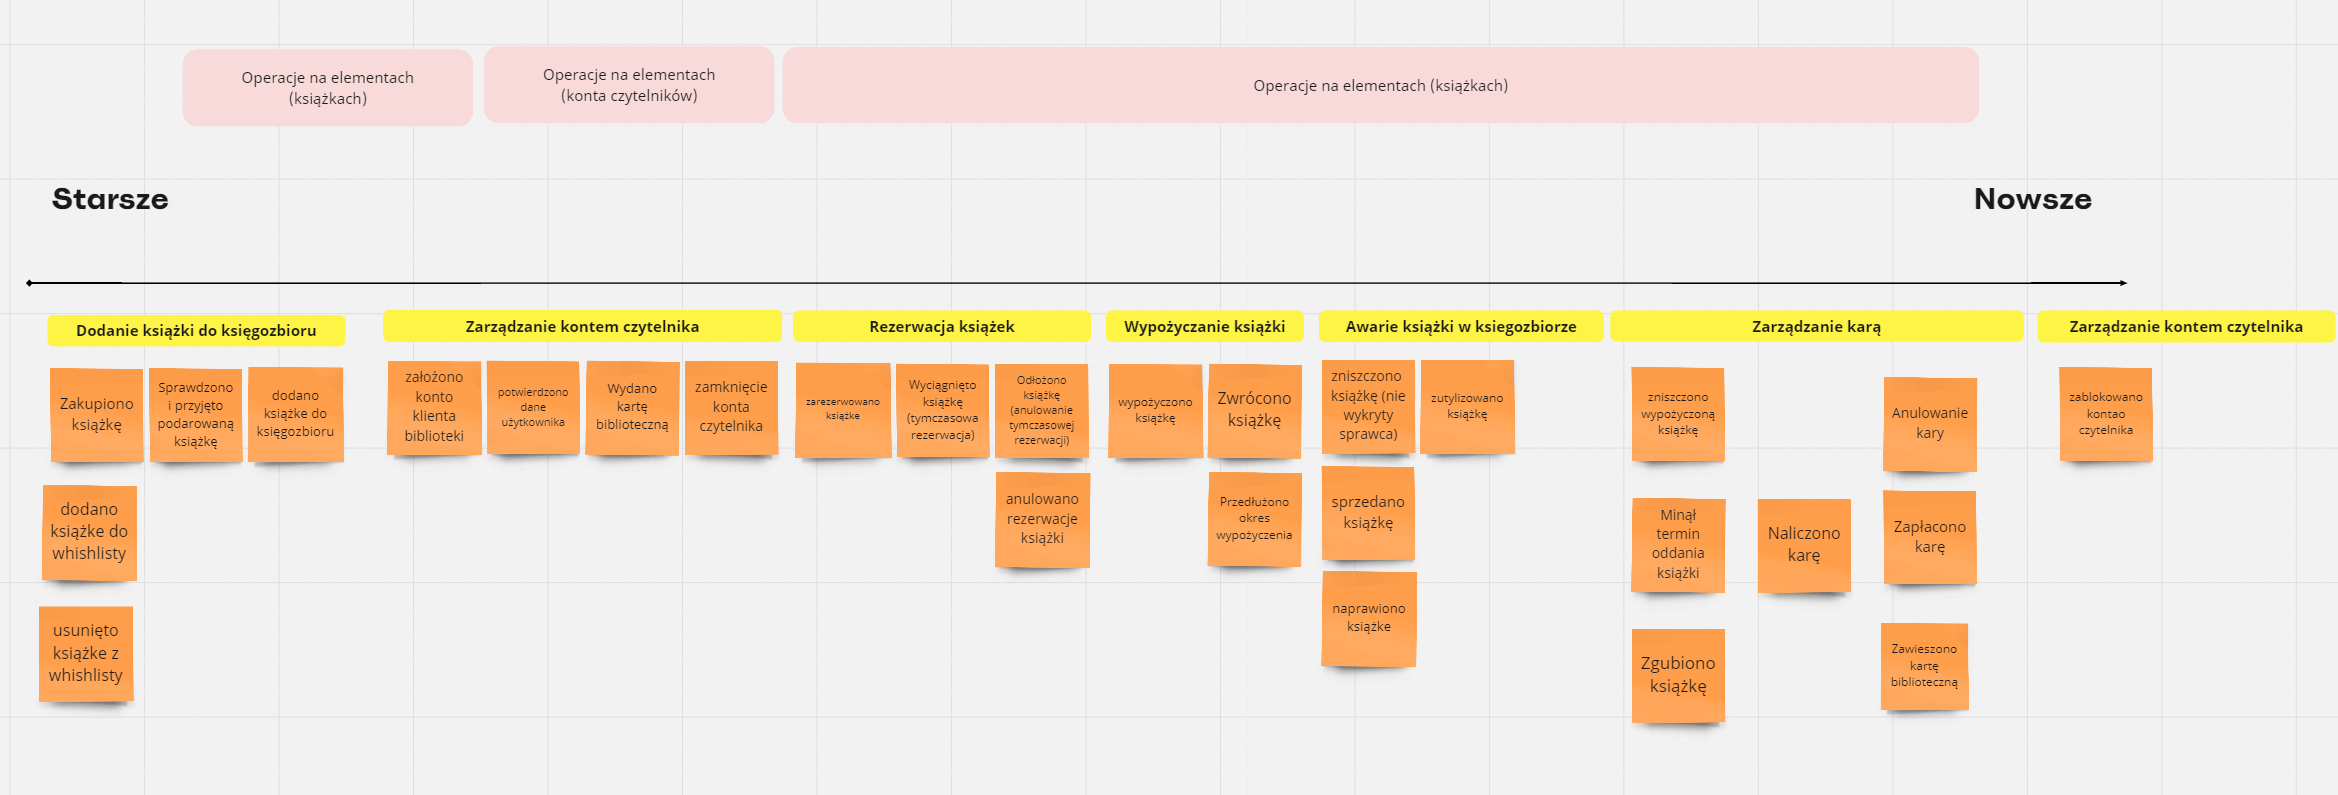 Operacje na elementach
(książkach)
Operacje na elementach
(konta czytelników)
Operacje na elementach (książkach)
Starsze
Nowsze
Dodanie książki do księgozbioru
Zarządzanie kontem czytelnika
Rezerwacja książek
Wypożyczanie książki
Awarie książki w ksiegozbiorze
Zarządzanie karą
Zarządzanie kontem czytelnika
Zakupiono
książkę
Sprawdzono
i przyjęto
podarowaną
książkę
dodano
książke do
księgozbioru
dodano
książke do
whishlisty
usunięto
książke z
whishlisty
założono
konto
klienta
biblioteki
potwierdzono
dane
użytkownika
Wydano
kartę
biblioteczną
zamknięcie
konta
czytelnika
zarezerwowano
książke
Wyciągnięto
książkę
(tymczasowa
rezerwacja)
Odłożono
książkę
(anulowanie
tymczasowej
rezerwacji)
anulowano
rezerwacje
książki
wypożyczono
książkę
Zwrócono
książkę
Przedłużono
okres
wypożyczenia
zniszczono
książkę (nie
wykryty
sprawca)
zutylizowano
książkę
sprzedano
książkę
naprawiono
książke
zniszczono
wypożyczoną
książkę
Minął
termin
oddania
książki
Zgubiono
książkę
Naliczono
karę
Anulowanie
kary
Zapłacono
karę
Zawieszono
kartę
biblioteczną
zablokowano
kontao
czytelnika